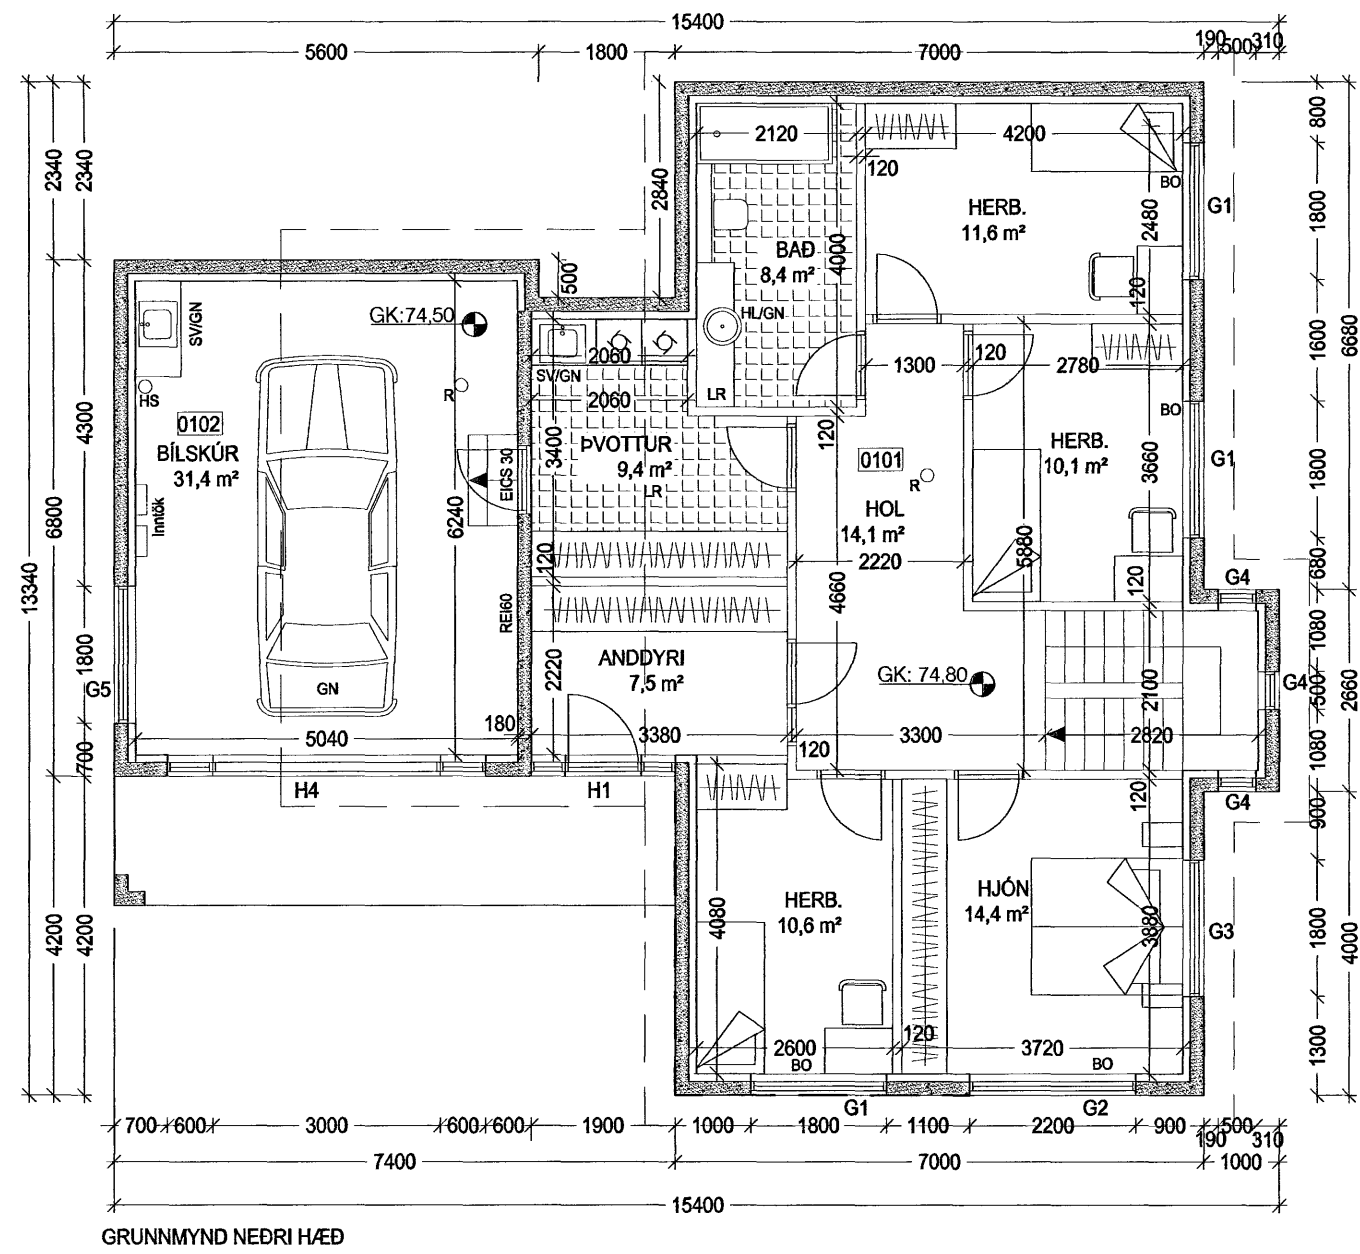 15400
5600 1800 7000 190 500 310
2340 2340 2840 800
2120 4200
120
BO
HERB.
11,6 m²
2480 G1 1800
BAÐ
8,4 m²
4000
500
120
SV/GN
GK:74,50
HL/GN
1600 6680
2060
1300 120 2780
SV/GN
HS R
2060
LR
BO
4300
0102
BÍLSKÚR
31,4 m²
3400
ÞVOTTUR
9,4 m²
LR
120
0101
R
HERB.
10,1 m²
3660 G1 1800
EICS 30
Inntök
HOL
14,1 m²
6800 6240
2220
5880
680
120
120
13340
4660
G4
REI60
1080
ANDDYRI
7,5 m²
1800
G5
GN
2220
GK: 74,80
2100
G4 500 2660
180
5040 3380 120 3300 2820
700
1080
H4 H1
120
G4
900
HERB.
10,6 m²
HJÓN
14,4 m²
4200 4200
4080
3880
G3 1800 4000
120
2600 3720
BO BO
1300
G1 G2
700 600 3000 600 600 1900 1000 1800 1100 2200 900 190 500 310
7400 7000 1000
15400
GRUNNMYND NEÐRI HÆÐ